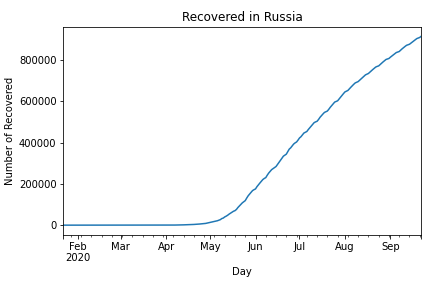 Recovered in Russia
Number of Recovered
800000
600000
400000
200000
0
Feb Mar Apr May Jun Jul Aug Sep
2020
Day